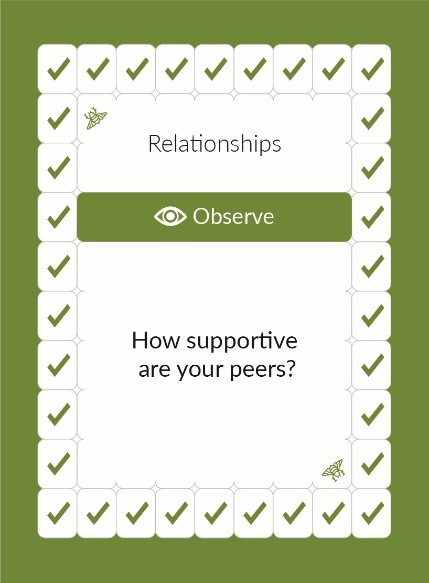 Relationships
Observe
How supportive
are your peers?